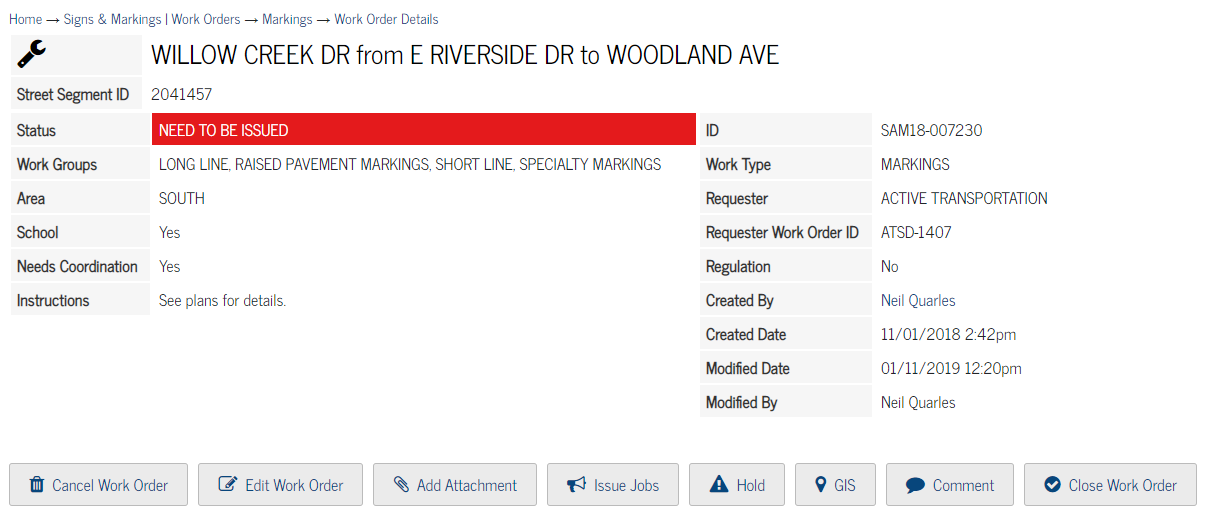 Home → Signs & Markings | Work Orders → Markings → Work Order Details
WILLOW CREEK DR from E RIVERSIDE DR to WOODLAND AVE
Street Segment ID 2041457
Status NEED TO BE ISSUED ID SAM18-007230
Work Groups LONG LINE, RAISED PAVEMENT MARKINGS, SHORT LINE, SPECIALTY MARKINGS Work Type MARKINGS
Area SOUTH Requester ACTIVE TRANSPORTATION
School Yes Requester Work Order ID ATSD-1407
Needs Coordination Yes Regulation No
Instructions See plans for details. Created By Neil Quarles
Created Date 11/01/2018 2:42pm
Modified Date 01/11/2019 12:20pm
Modified By Neil Quarles
Cancel Work Order Edit Work Order Add Attachment Issue Jobs Hold GIS Comment Close Work Order